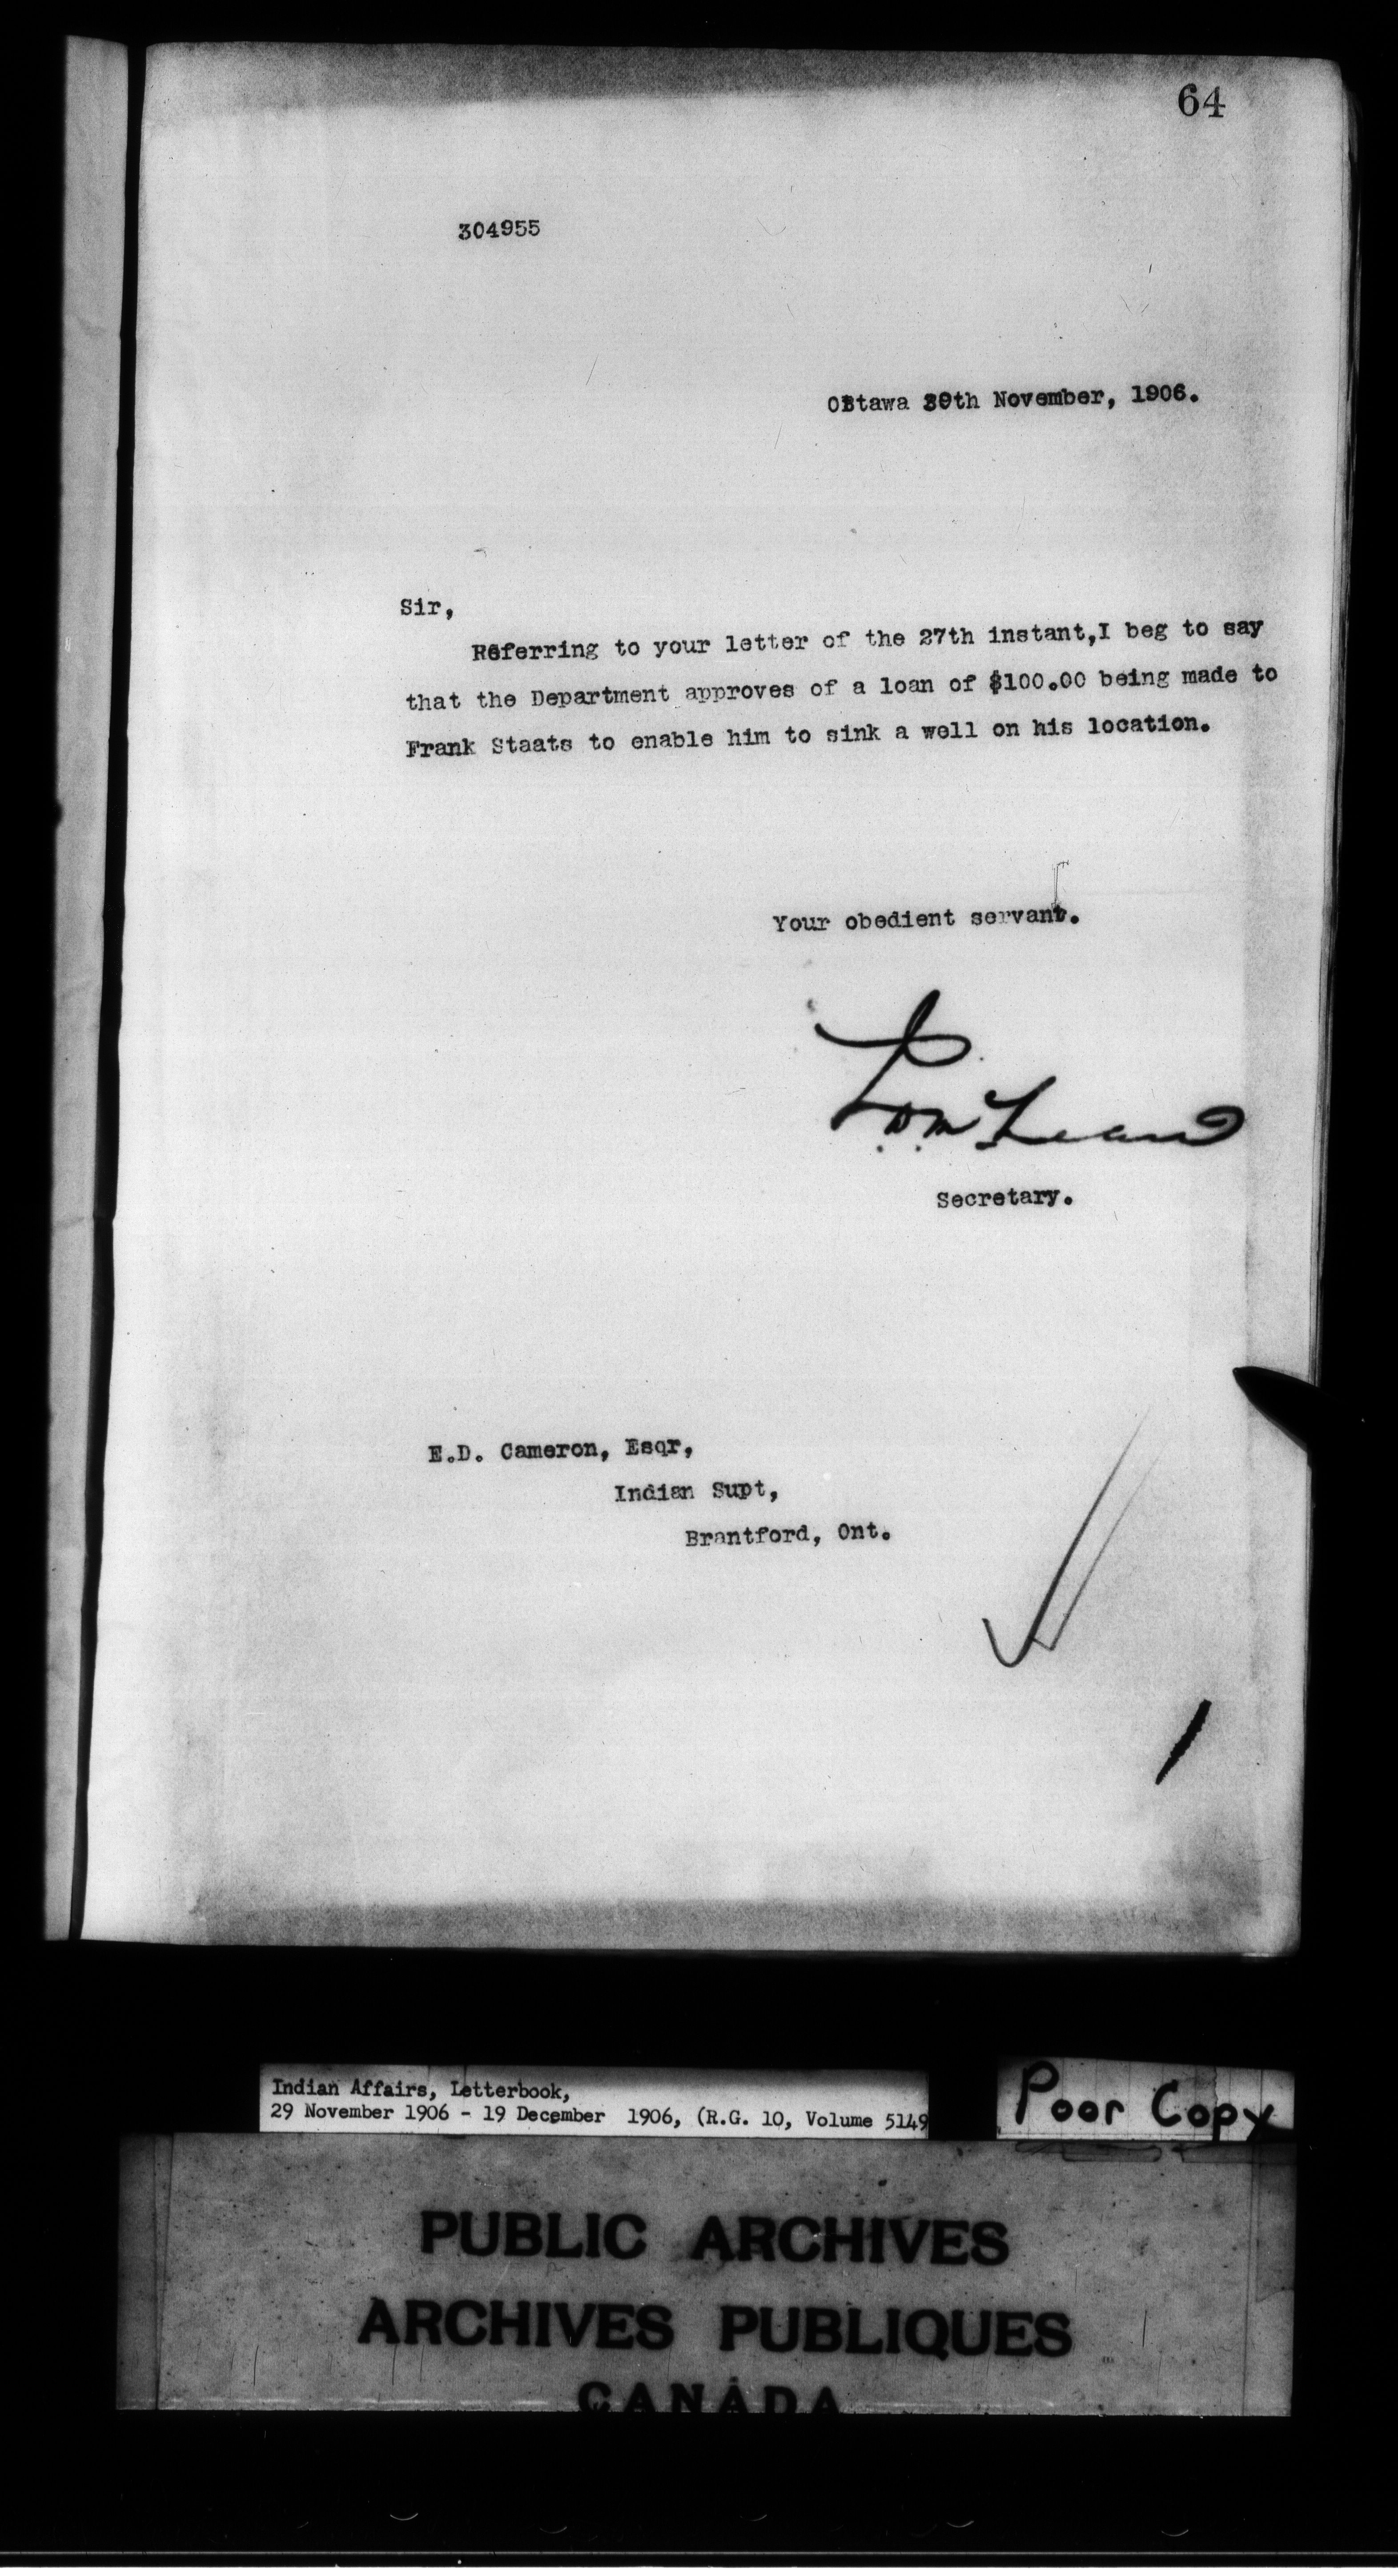 64
304955
Ottawa 30th November, 1906.
Sir,
Referring to your letter of the 27th instant,I beg to say
that the Department approves of a loan of $100.00 being made to
Frank Staats to enable him to sink a well on his location.
Your obedient servant.
Secretary.
E.D. Cameron, Esqr,
Indian Supt,
Brantford, Ont.
Indian Affairs, Letterbook,
29 November 1906 - 19 December 1906, (R.G. 10, Volume 5149
Poor Copy
PUBLIC ARCHIVES
ARCHIVES PUBLIQUES
CANADA